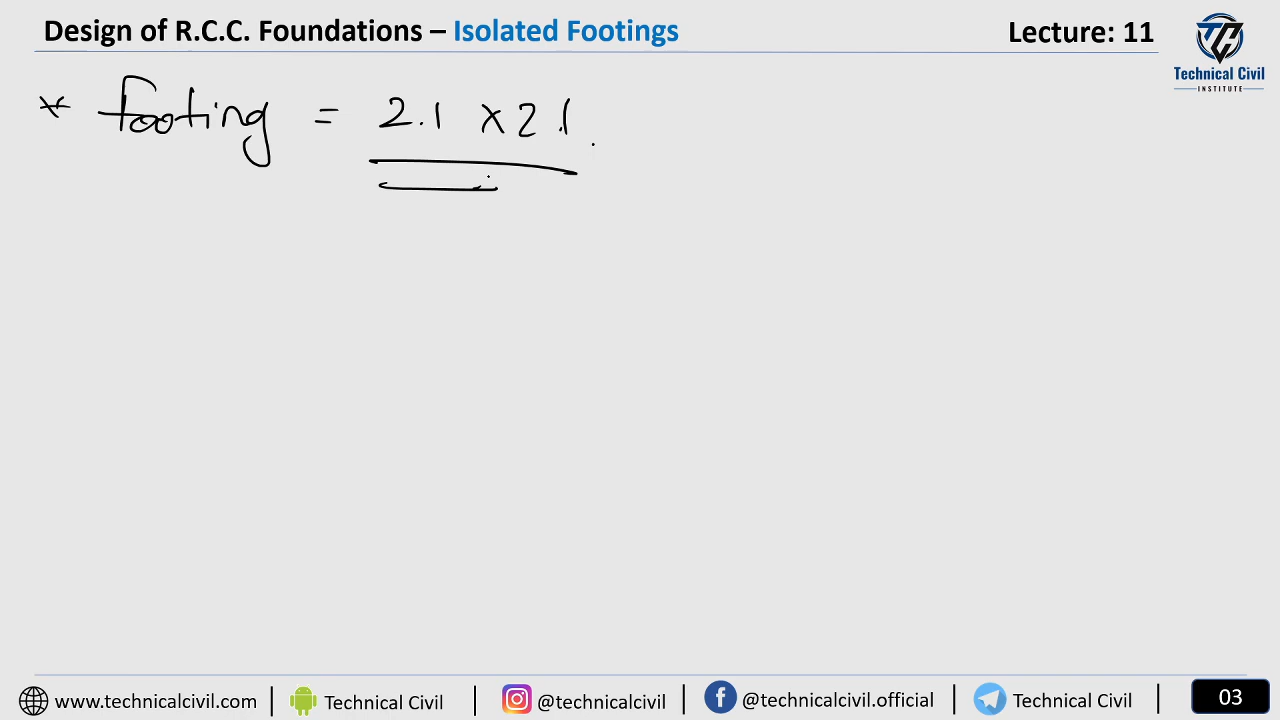 Design of R.C.C. Foundations – Isolated Footings
Lecture: 11
Technical Civil
INSTITUTE
* footing = 2.1 x 2.1
www.technicalcivil.com | Technical Civil | @technicalcivil | @technicalcivil.official | Technical Civil | 03